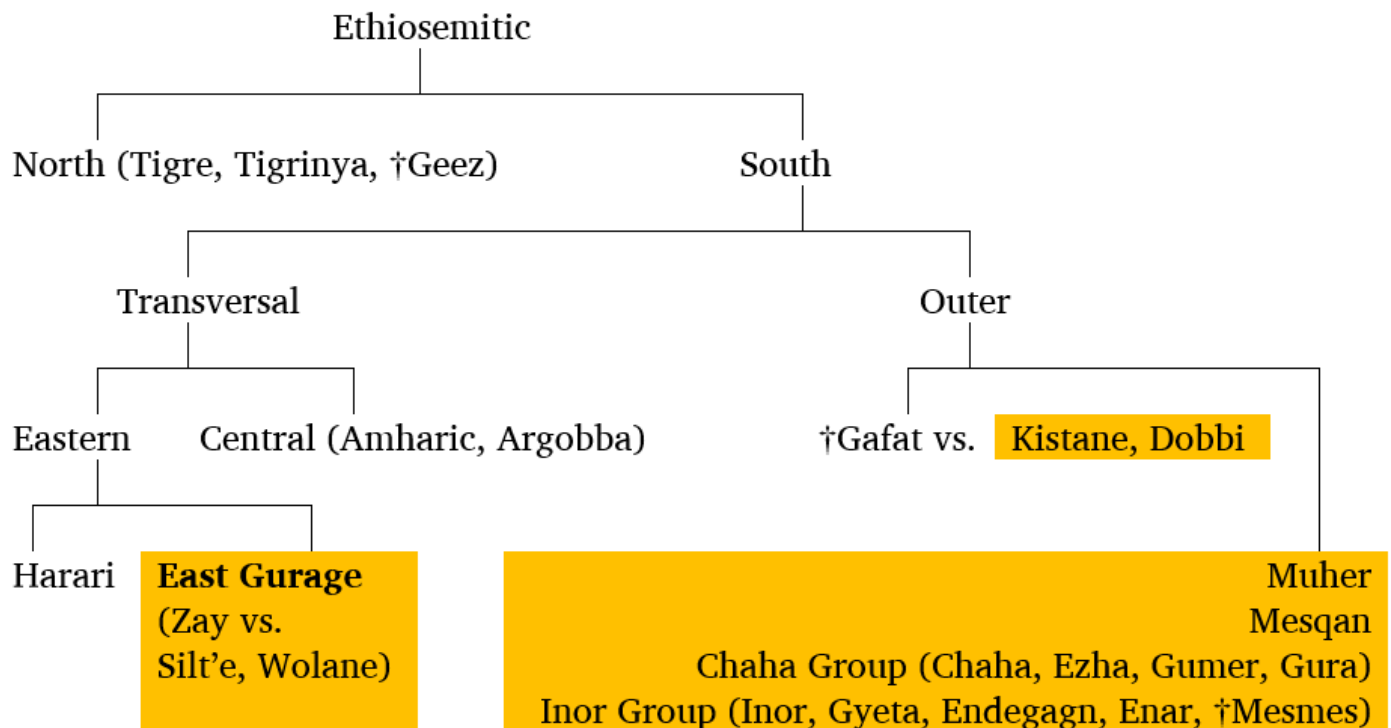 Ethiosemitic
North (Tigre, Tigrinya, †Geez)
South
Transversal
Outer
Eastern
Central (Amharic, Argobba)
†Gafat vs.
Kistane, Dobbi
Harari
East Gurage
(Zay vs.
Silt’e, Wolane)
Muher
Mesqan
Chaha Group (Chaha, Ezha, Gumer, Gura)
Inor Group (Inor, Gyeta, Endegagn, Enar, †Mesmes)